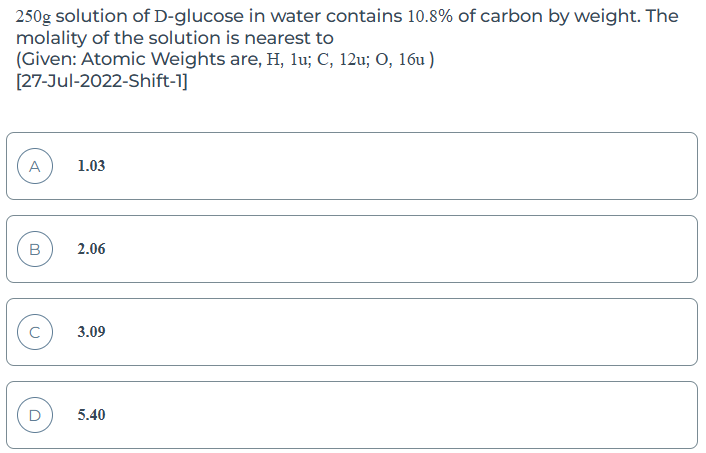 250g solution of D-glucose in water contains 10.8% of carbon by weight. The
molality of the solution is nearest to
(Given: Atomic Weights are, H, 1u; C, 12u; O, 16u )
[27-Jul-2022-Shift-1]
A 1.03
B 2.06
C 3.09
D 5.40